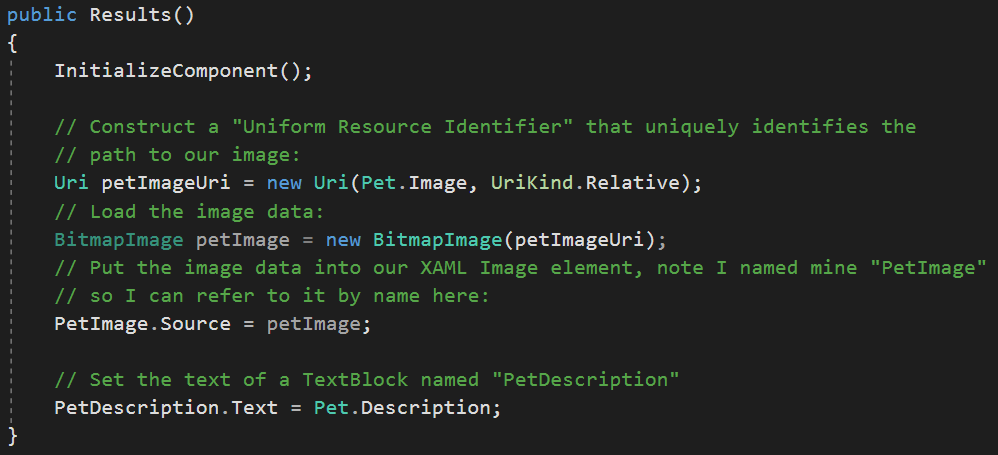 public Results()
{
    InitializeComponent();
    // Construct a "Uniform Resource Identifier" that uniquely identifies the
    // path to our image:
    Uri petImageUri = new Uri(Pet.Image, UriKind.Relative);
    // Load the image data:
    BitmapImage petImage = new BitmapImage(petImageUri);
    // Put the image data into our XAML Image element, note I named mine "PetImage"
    // so I can refer to it by name here:
    PetImage.Source = petImage;
    // Set the text of a TextBlock named "PetDescription"
    PetDescription.Text = Pet.Description;
}